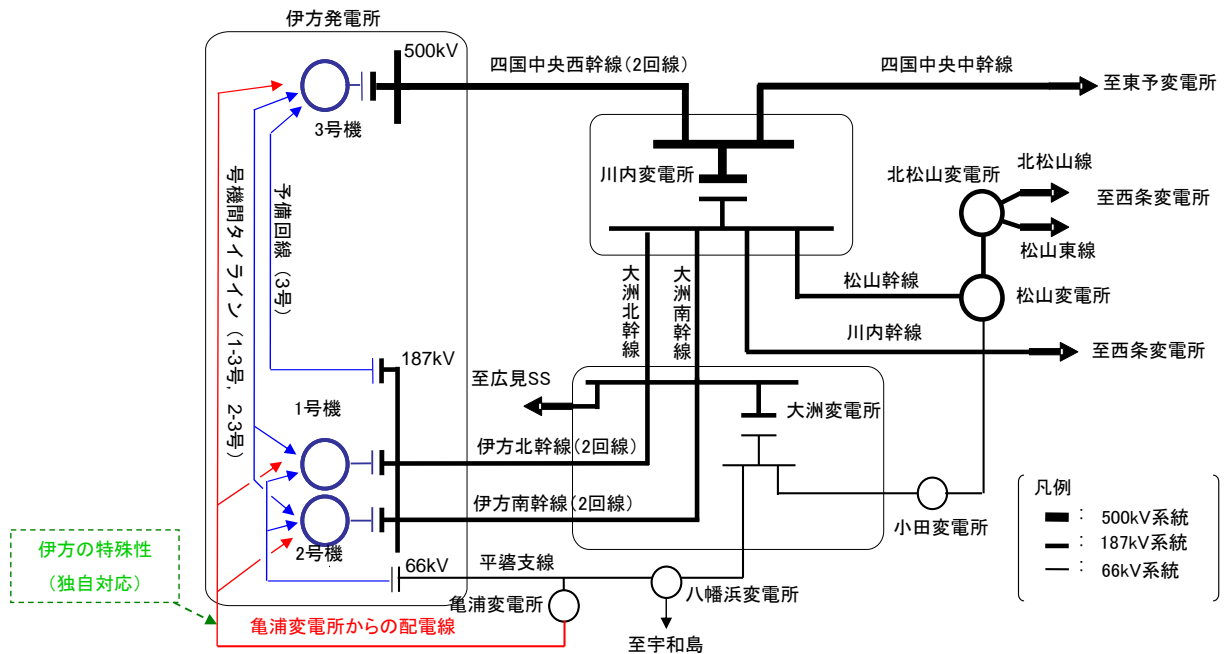 伊方発電所
500kV
四国中央西幹線(2回線)
四国中央中幹線
至東予変電所
3号機
川内変電所
北松山変電所
北松山線
至西条変電所
松山東線
号機間タイライン (1-3号, 2-3号)
予備回線 (3号)
大洲北幹線
大洲南幹線
松山幹線
松山変電所
川内幹線
至西条変電所
187kV
至広見SS
大洲変電所
1号機
伊方北幹線(2回線)
伊方南幹線(2回線)
小田変電所
凡例
: 500kV系統
: 187kV系統
: 66kV系統
伊方の特殊性
(独自対応)
2号機
66kV
平碆支線
亀浦変電所
八幡浜変電所
亀浦変電所からの配電線
至宇和島